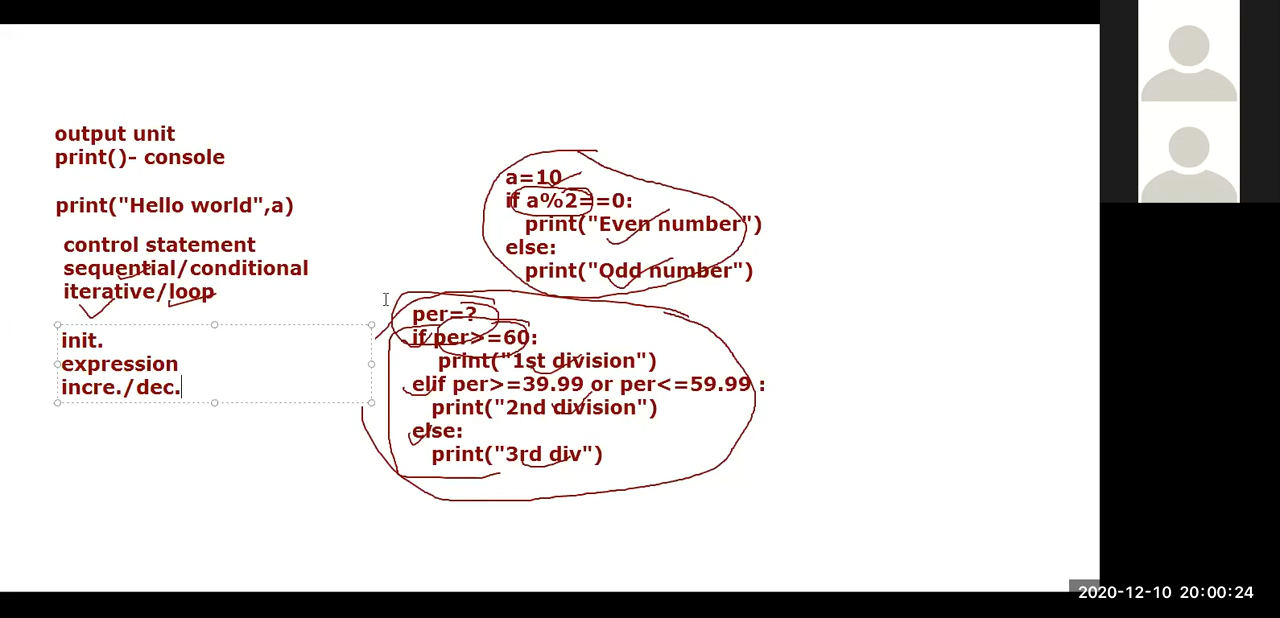 output unit
print()- console
print("Hello world",a)
control statement
sequential/conditional
iterative/loop
init.
expression
incre./dec.
a=10
if a%2==0:
print("Even number")
else:
print("Odd number")
per=?
if per>=60:
print("1st division")
elif per>=39.99 or per<=59.99 :
print("2nd division")
else:
print("3rd div")
2020-12-10 20:00:24